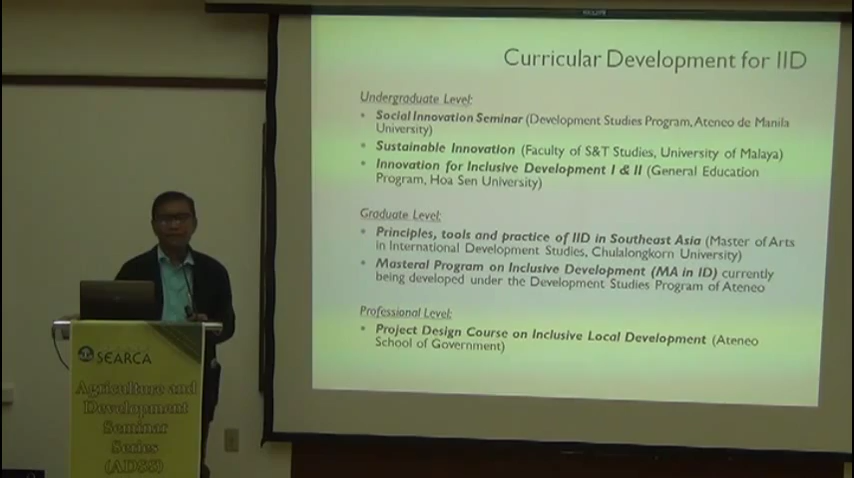 Curricular Development for IID
Undergraduate Level:
• Social Innovation Seminar (Development Studies Program, Ateneo de Manila
University)
• Sustainable Innovation (Faculty of S&T Studies, University of Malaya)
• Innovation for Inclusive Development I & II (General Education
Program, Hoa Sen University)
Graduate Level:
• Principles, tools and practice of IID in Southeast Asia (Master of Arts
in International Development Studies, Chulalongkorn University)
• Masteral Program on Inclusive Development (MA in ID) currently
being developed under the Development Studies Program of Ateneo
Professional Level:
• Project Design Course on Inclusive Local Development (Ateneo
School of Government)
SEARCA
Agriculture and
Development
Seminar
Series
(ADSS)